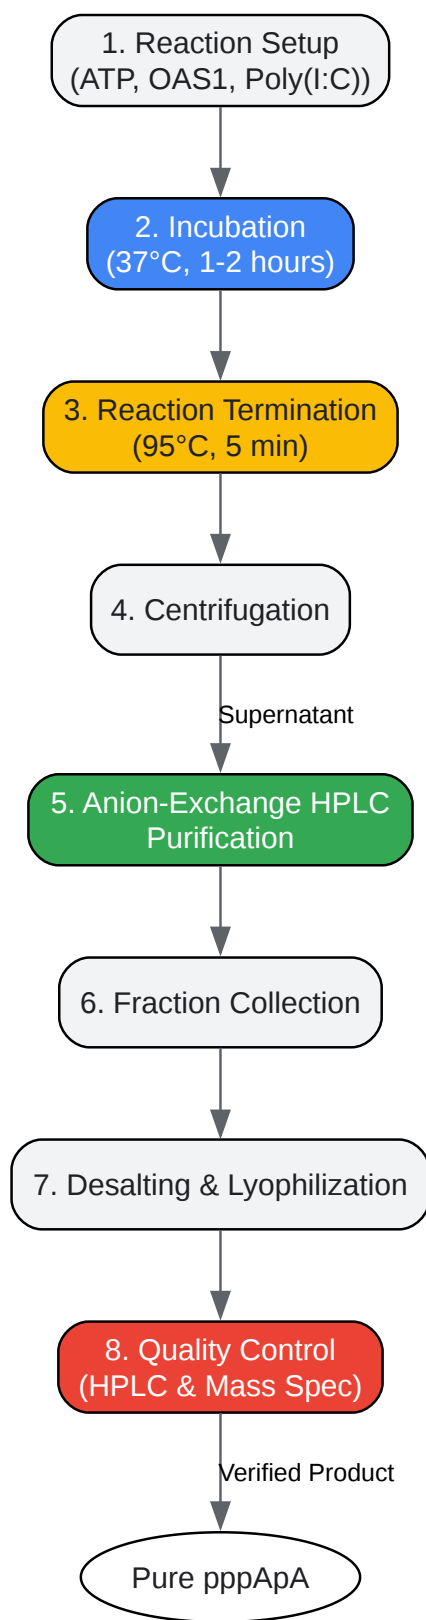 1. Reaction Setup
(ATP, OAS1, Poly(I:C))
2. Incubation
(37°C, 1-2 hours)
3. Reaction Termination
(95°C, 5 min)
4. Centrifugation
Supernatant
5. Anion-Exchange HPLC
Purification
6. Fraction Collection
7. Desalting & Lyophilization
8. Quality Control
(HPLC & Mass Spec)
Verified Product
Pure pppApA